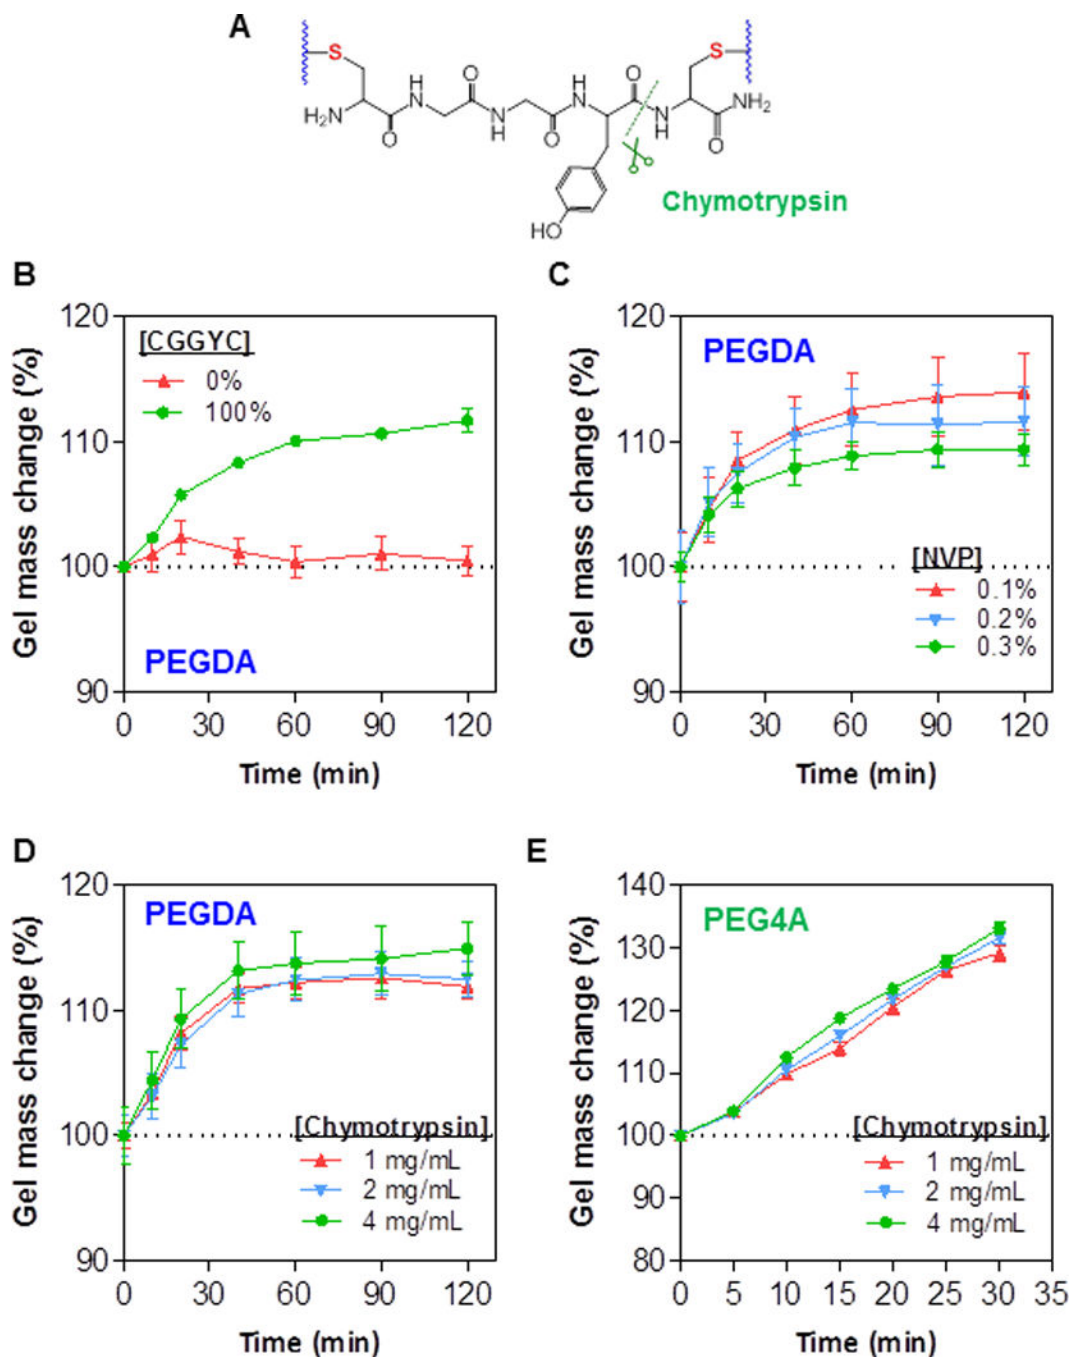 A
S
S
H
N
O
H
N
O
NH2
H2N
O
N
H
O
N
H
O
HO
Chymotrypsin
B
[CGGYC]
0%
100%
PEGDA
Gel mass change (%)
120
110
100
90
0 30 60 90 120
Time (min)
C
PEGDA
[NVP]
0.1%
0.2%
0.3%
Gel mass change (%)
120
110
100
90
0 30 60 90 120
Time (min)
D
PEGDA
[Chymotrypsin]
1 mg/mL
2 mg/mL
4 mg/mL
Gel mass change (%)
120
110
100
90
0 30 60 90 120
Time (min)
E
PEG4A
[Chymotrypsin]
1 mg/mL
2 mg/mL
4 mg/mL
Gel mass change (%)
140
130
120
110
100
90
80
0 5 10 15 20 25 30 35
Time (min)